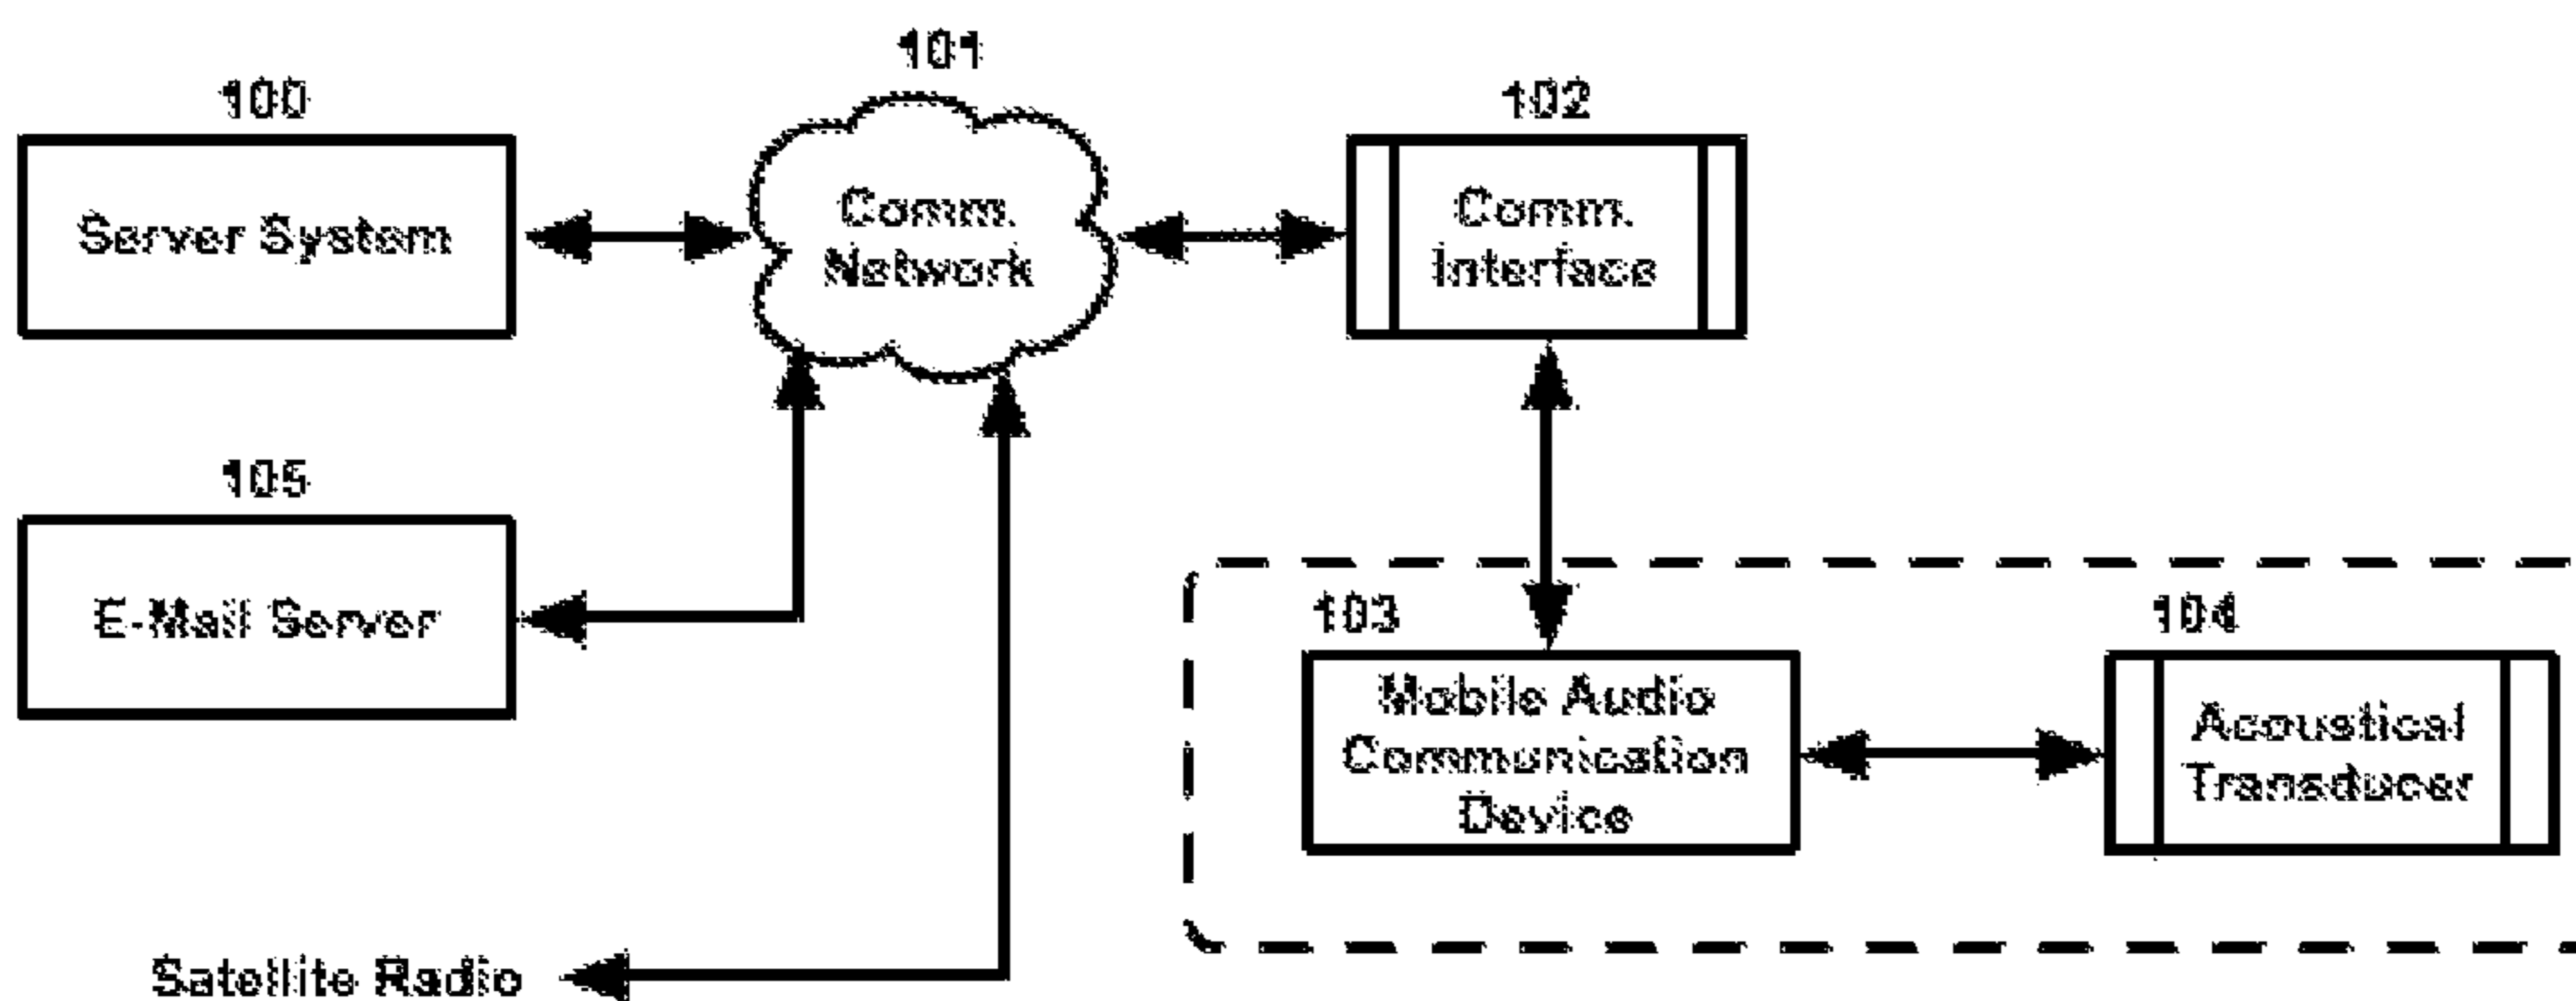 101
100
102
Server System
Comm.
Network
Comm.
Interface
105
E-Mail Server
103
104
Mobile Audio
Communication
Device
Acoustical
Transducer
Satellite Radio